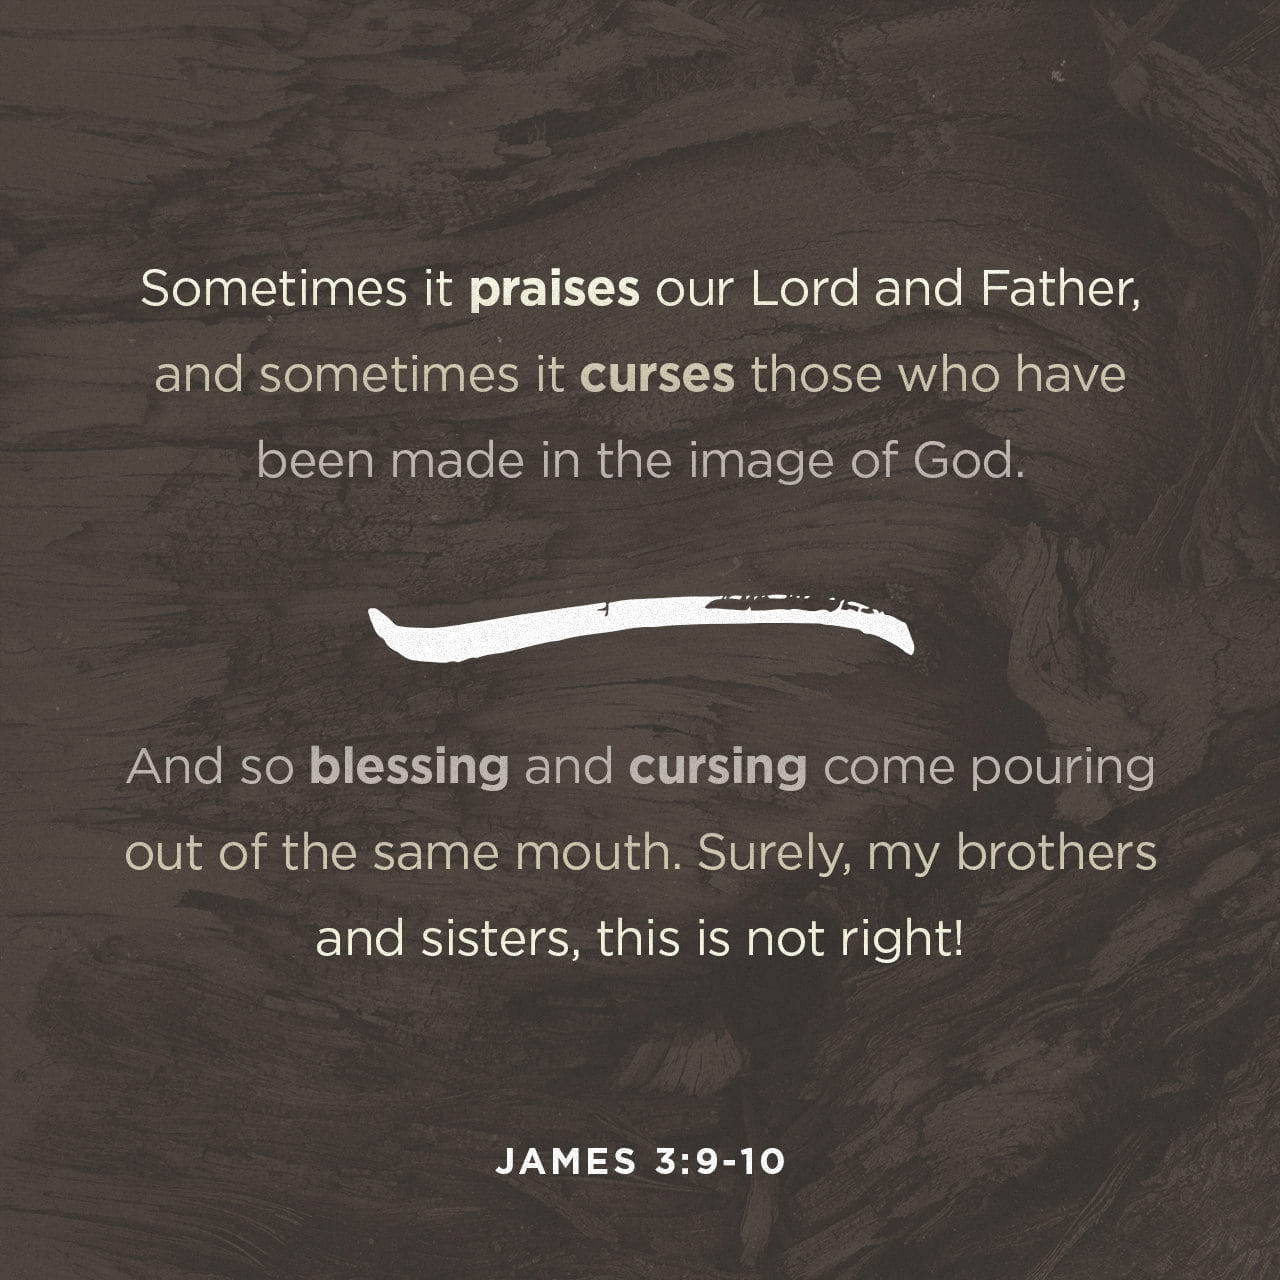 Sometimes it praises our Lord and Father,
and sometimes it curses those who have
been made in the image of God.
And so blessing and cursing come pouring
out of the same mouth. Surely, my brothers
and sisters, this is not right!
JAMES 3:9-10